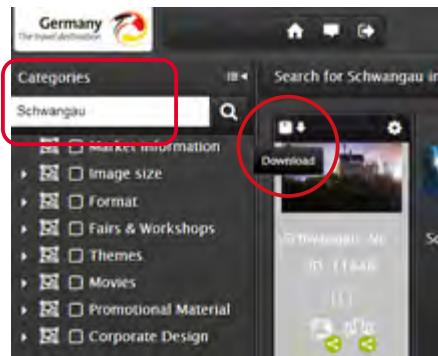 Germany
The travel destination
Categories
Search for Schwangau in
Schwangau
Download
Market Information
Image size
Format
Fairs & Workshops
Themes
Movies
Promotional Material
Corporate Design